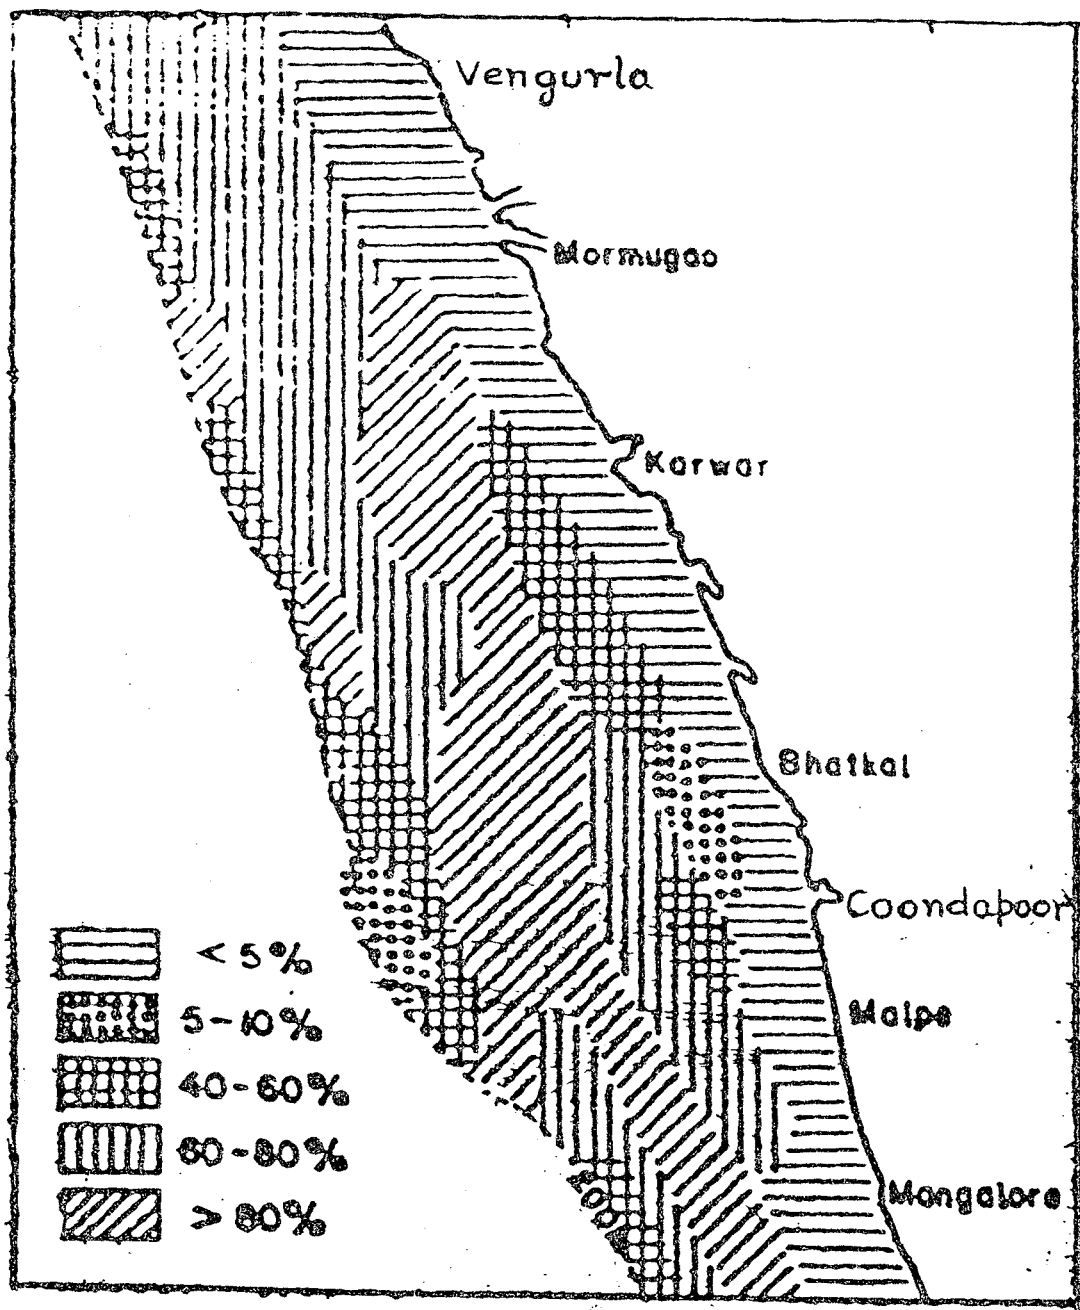 Vengurla
Mormugao
Karwar
Bhatkal
Coondapoor
Malpe
Mangalore
< 5%
5-10%
40-60%
60-80%
> 80%